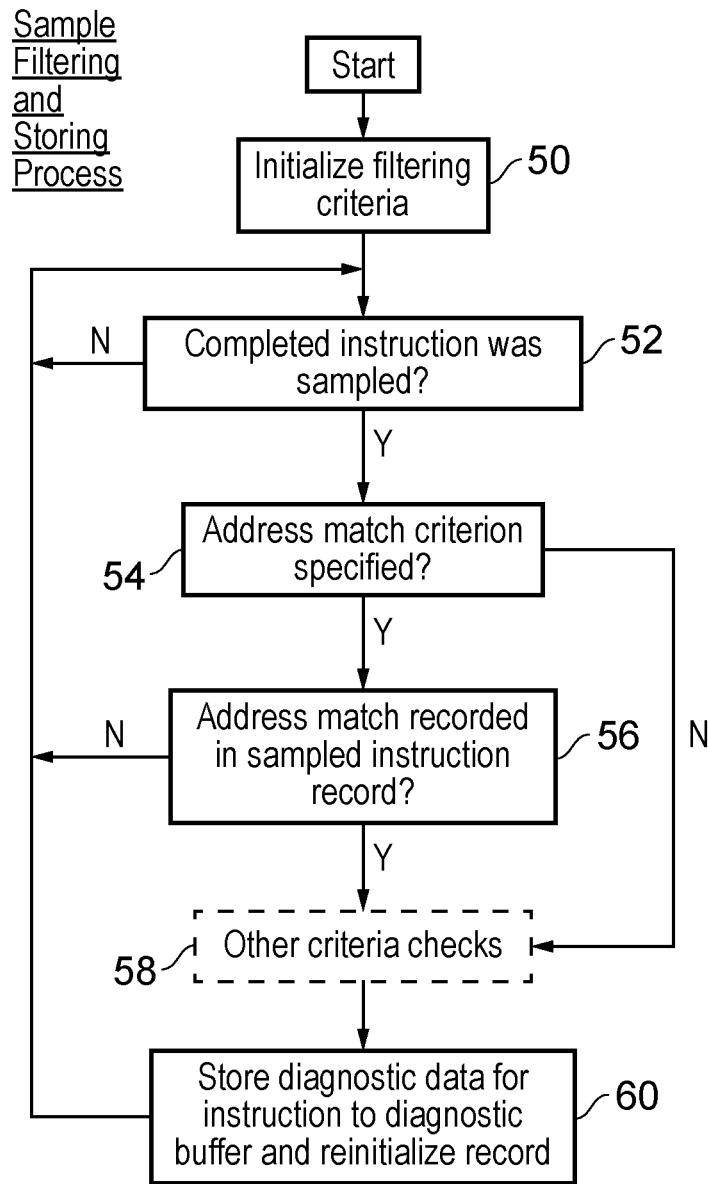 Sample
Filtering
and
Storing
Process
Start
Initialize filtering
criteria
50
Completed instruction was
sampled?
52
N
Y
Address match criterion
specified?
54
Y
N
Address match recorded
in sampled instruction
record?
56
N
Y
Other criteria checks
58
Store diagnostic data for
instruction to diagnostic
buffer and reinitialize record
60